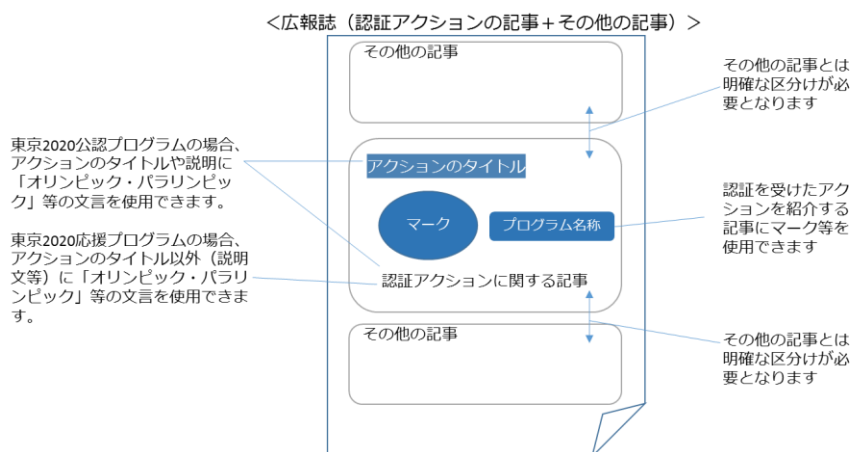 ＜広報誌（認証アクションの記事＋その他の記事）＞
その他の記事
その他の記事とは
明確な区分けが必
要となります
東京2020公認プログラムの場合、
アクションのタイトルや説明に
「オリンピック・パラリンピッ
ク」等の文言を使用できます。
アクションのタイトル
マーク
プログラム名称
認証を受けたアク
ションを紹介する
記事にマーク等を
使用できます
東京2020応援プログラムの場合、
アクションのタイトル以外（説明
文等）に「オリンピック・パラリ
ンピック」等の文言を使用できま
す。
認証アクションに関する記事
その他の記事
その他の記事とは
明確な区分けが必
要となります